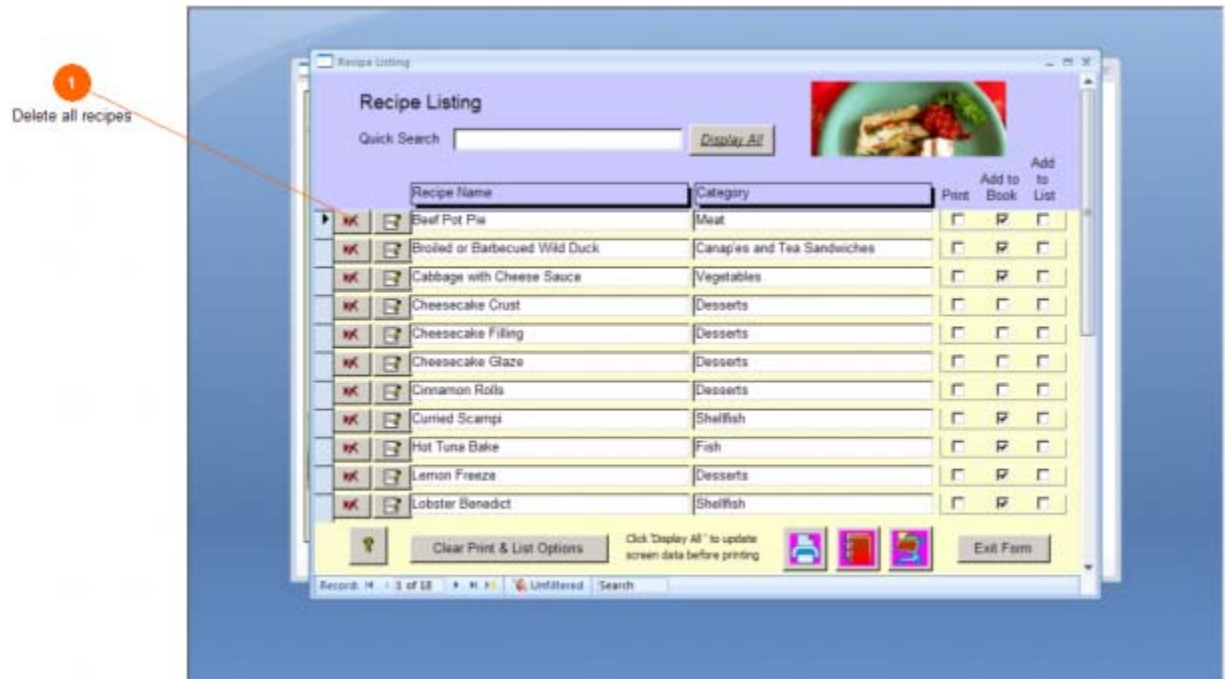 1
Delete all recipes
Recipe Listing
Recipe Listing
Quick Search
Display All
Recipe Name
Category
Print
Add to Book
Add to List
Beef Pot Pie Meat
Broiled or Barbecued Wild Duck Canap'es and Tea Sandwiches
Cabbage with Cheese Sauce Vegetables
Cheesecake Crust Desserts
Cheesecake Filling Desserts
Cheesecake Glaze Desserts
Cinnamon Rolls Desserts
Curried Scampi Shellfish
Hot Tuna Bake Fish
Lemon Freeze Desserts
Lobster Benedict Shellfish
?
Clear Print & List Options
Click 'Display All ' to update
screen data before printing
Exit Form
Record: 1 of 18 Unfiltered Search